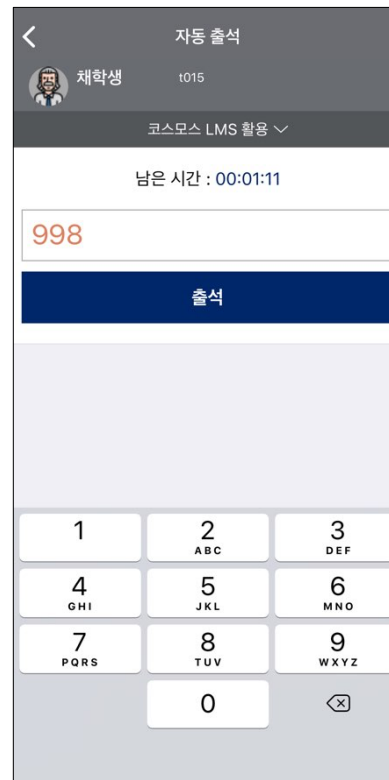 자동 출석
채학생 t015
코스모스 LMS 활용
남은 시간 : 00:01:11
998
출석
1 2 3
ABC DEF
4 5 6
GHI JKL MNO
7 8 9
PQRS TUV WXYZ
0